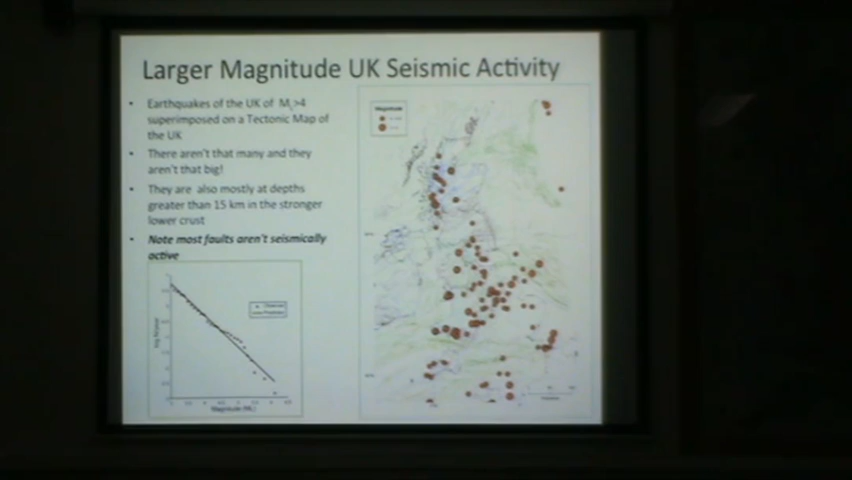 Larger Magnitude UK Seismic Activity
• Earthquakes of the UK of ML>4
superimposed on a Tectonic Map of
the UK
• There aren't that many and they
aren't that big!
• They are also mostly at depths
greater than 15 km in the stronger
lower crust
• Note most faults aren't seismically
active
Magnitude
Magnitude (ML)